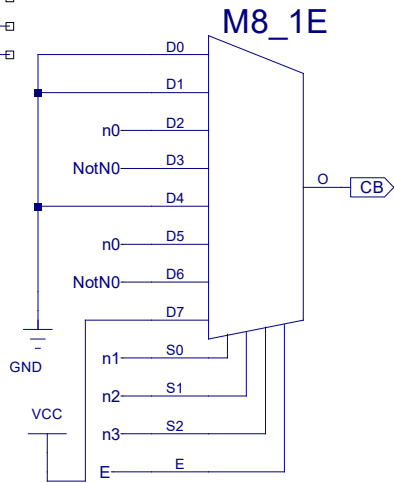 M8_1E
D0
D1
n0 D2
NotN0 D3
D4
n0 D5
NotN0 D6
D7
O CB
GND
n1 S0
n2 S1
n3 S2
E E
VCC